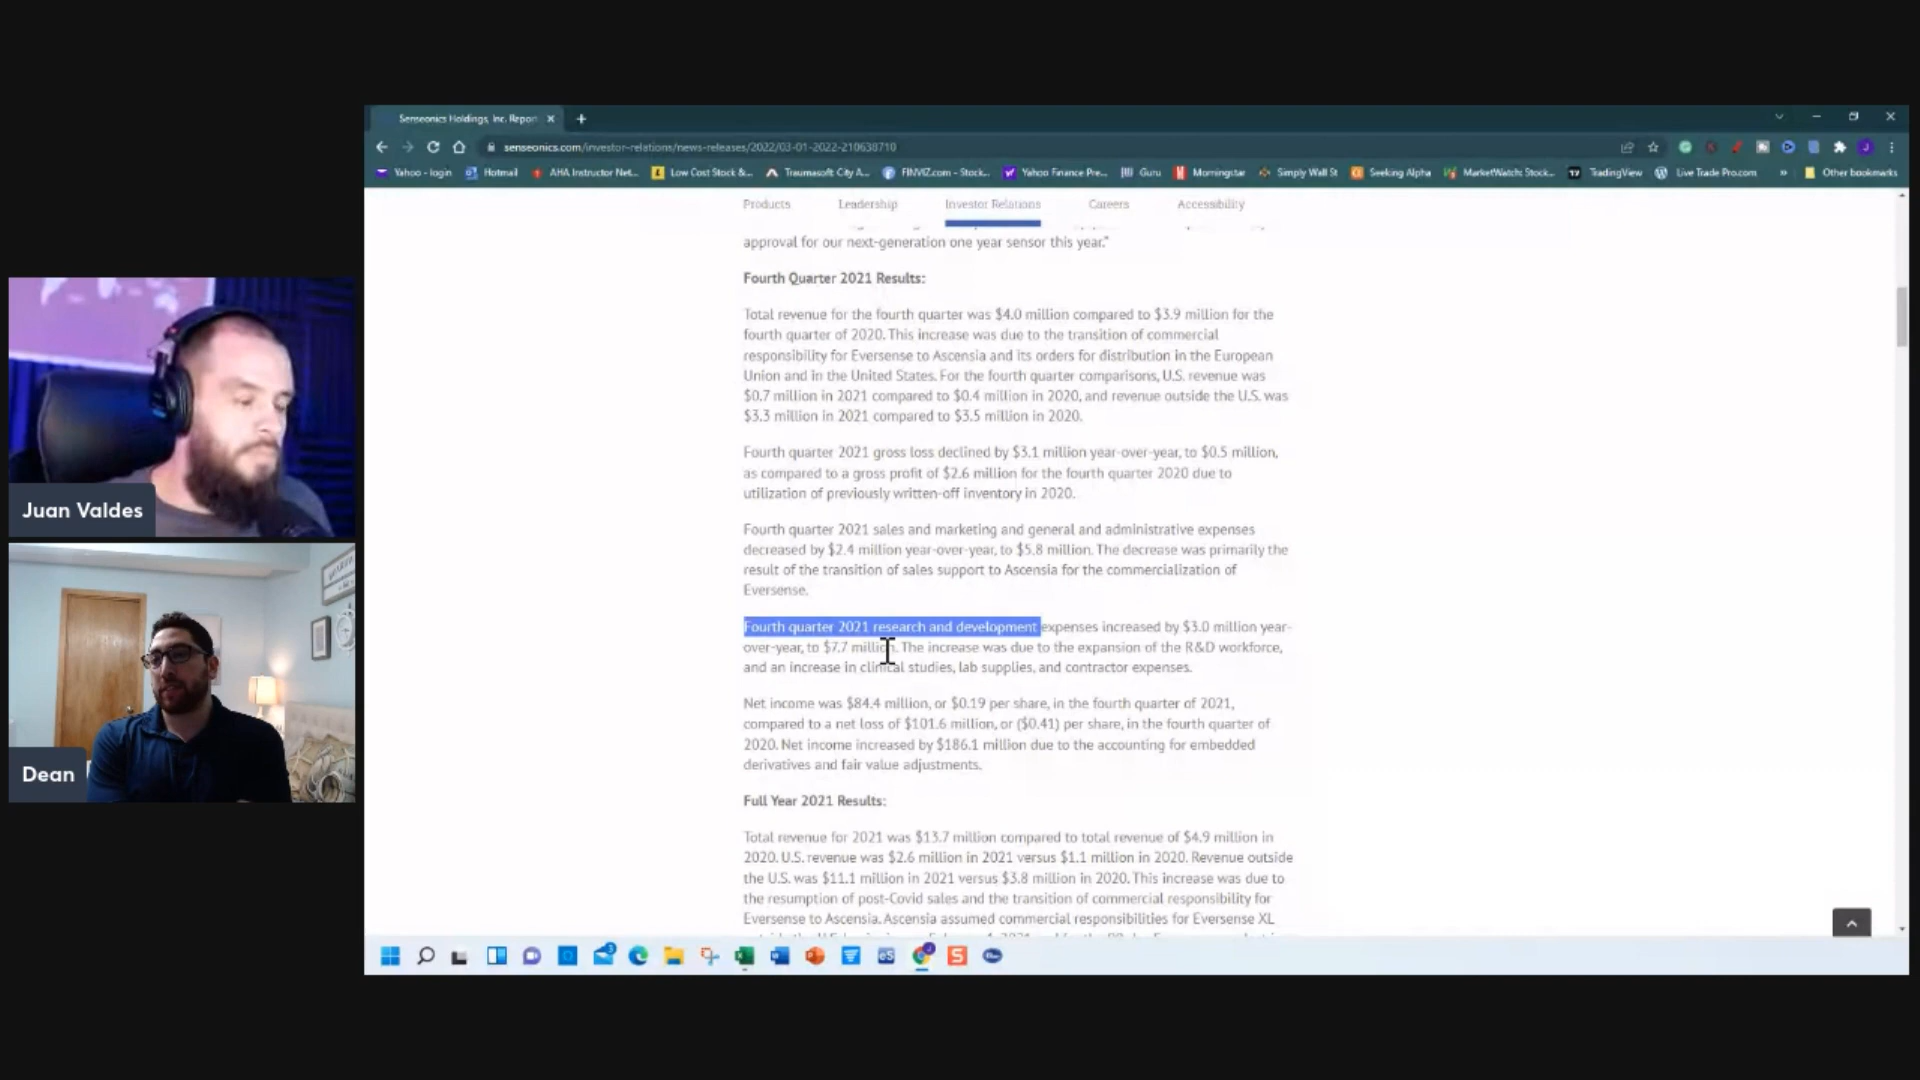 Senseonics Holdings, Inc. Repor
senseonics.com/investor-relations/news-releases/2022/03-01-2022-210638710
Yahoo - login Hotmail AHA Instructor Net... Low Cost Stock &... Traumasoft City A... FINVIZ.com - Stock... Yahoo Finance Pre... Guru Morningstar Simply Wall St Seeking Alpha MarketWatch: Stock... TradingView Live Trade Pro.com » Other bookmarks
Products Leadership Investor Relations Careers Accessibility
approval for our next-generation one year sensor this year."
Fourth Quarter 2021 Results:
Total revenue for the fourth quarter was $4.0 million compared to $3.9 million for the
fourth quarter of 2020. This increase was due to the transition of commercial
responsibility for Eversense to Ascensia and its orders for distribution in the European
Union and in the United States. For the fourth quarter comparisons, U.S. revenue was
$0.7 million in 2021 compared to $0.4 million in 2020, and revenue outside the U.S. was
$3.3 million in 2021 compared to $3.5 million in 2020.
Fourth quarter 2021 gross loss declined by $3.1 million year-over-year, to $0.5 million,
as compared to a gross profit of $2.6 million for the fourth quarter 2020 due to
utilization of previously written-off inventory in 2020.
Fourth quarter 2021 sales and marketing and general and administrative expenses
decreased by $2.4 million year-over-year, to $5.8 million. The decrease was primarily the
result of the transition of sales support to Ascensia for the commercialization of
Eversense.
Fourth quarter 2021 research and development expenses increased by $3.0 million year-
over-year, to $7.7 million. The increase was due to the expansion of the R&D workforce,
and an increase in clinical studies, lab supplies, and contractor expenses.
Net income was $84.4 million, or $0.19 per share, in the fourth quarter of 2021,
compared to a net loss of $101.6 million, or ($0.41) per share, in the fourth quarter of
2020. Net income increased by $186.1 million due to the accounting for embedded
derivatives and fair value adjustments.
Full Year 2021 Results:
Total revenue for 2021 was $13.7 million compared to total revenue of $4.9 million in
2020. U.S. revenue was $2.6 million in 2021 versus $1.1 million in 2020. Revenue outside
the U.S. was $11.1 million in 2021 versus $3.8 million in 2020. This increase was due to
the resumption of post-Covid sales and the transition of commercial responsibility for
Eversense to Ascensia. Ascensia assumed commercial responsibilities for Eversense XL
Juan Valdes
Dean